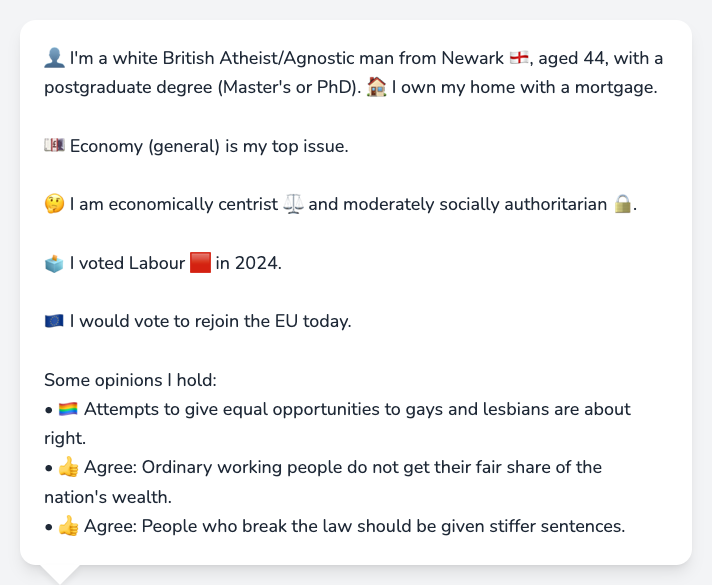 👤 I'm a white British Atheist/Agnostic man from Newark 🏴󠁧󠁢󠁥󠁮󠁧󠁿, aged 44, with a
postgraduate degree (Master's or PhD). 🏠 I own my home with a mortgage.
💷 Economy (general) is my top issue.
🤔 I am economically centrist ⚖️ and moderately socially authoritarian 🔒.
🗳️ I voted Labour 🟥 in 2024.
🇪🇺 I would vote to rejoin the EU today.
Some opinions I hold:
• 🏳️‍🌈 Attempts to give equal opportunities to gays and lesbians are about
right.
• 👍 Agree: Ordinary working people do not get their fair share of the
nation's wealth.
• 👍 Agree: People who break the law should be given stiffer sentences.